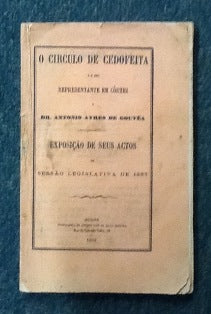 O CIRCULO DE CEDOFEITA
E O SEU
REPRESENTANTE EM CÔRTES
O
DR. ANTONIO AYRES DE GOUVÊA
EXPOSIÇÃO DE SEUS ACTOS
NA
SESSÃO LEGISLATIVA DE 1867